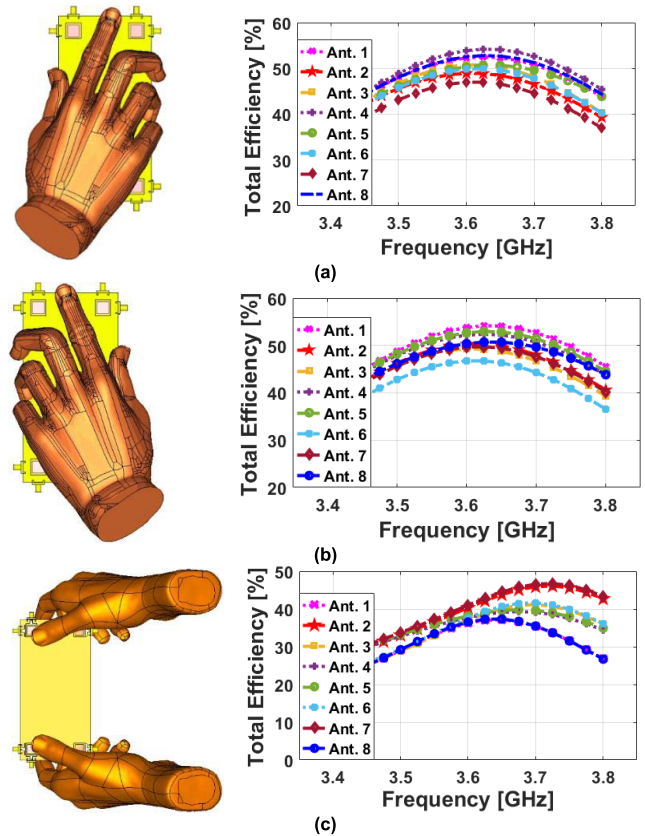 Total Efficiency [%]
60
50
40
30
20
Ant. 1
Ant. 2
Ant. 3
Ant. 4
Ant. 5
Ant. 6
Ant. 7
Ant. 8
3.4 3.5 3.6 3.7 3.8
Frequency [GHz]
(a)
Total Efficiency [%]
60
50
40
30
20
Ant. 1
Ant. 2
Ant. 3
Ant. 4
Ant. 5
Ant. 6
Ant. 7
Ant. 8
3.4 3.5 3.6 3.7 3.8
Frequency [GHz]
(b)
Total Efficiency [%]
50
40
30
20
10
0
Ant. 1
Ant. 2
Ant. 3
Ant. 4
Ant. 5
Ant. 6
Ant. 7
Ant. 8
3.4 3.5 3.6 3.7 3.8
Frequency [GHz]
(c)